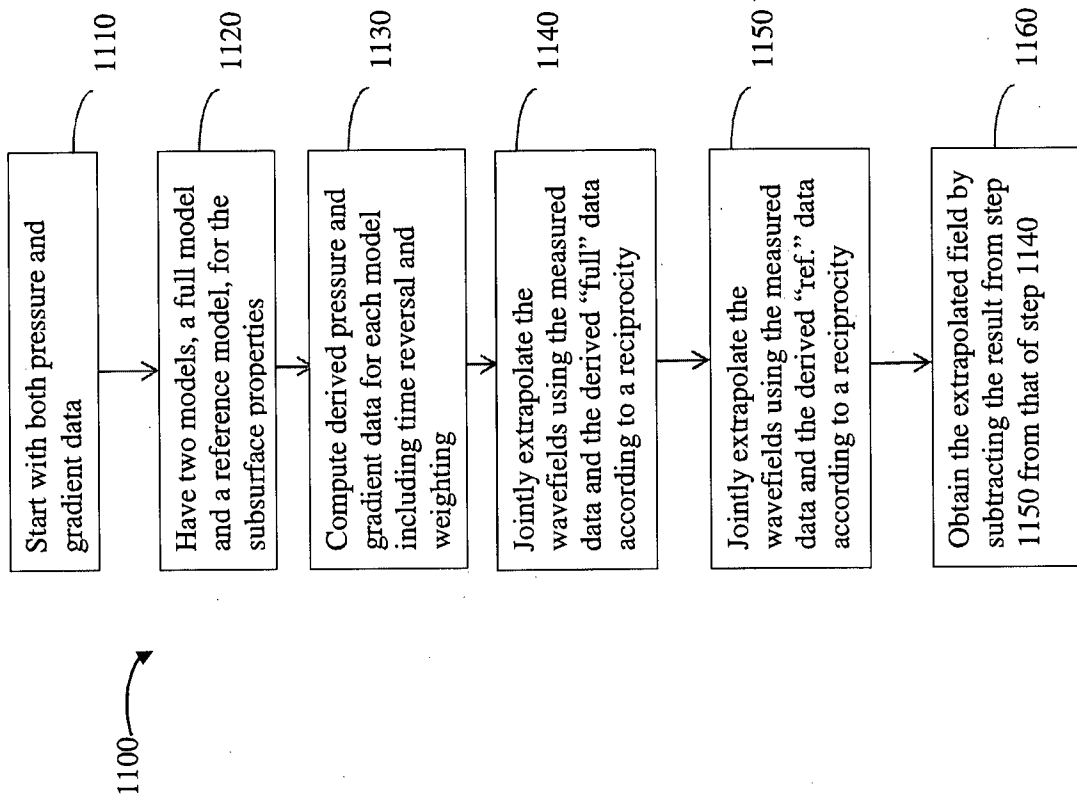 1100
Start with both pressure and
gradient data
1110
Have two models, a full model
and a reference model, for the
subsurface properties
1120
Compute derived pressure and
gradient data for each model
including time reversal and
weighting
1130
Jointly extrapolate the
wavefields using the measured
data and the derived “full” data
according to a reciprocity
1140
Jointly extrapolate the
wavefields using the measured
data and the derived “ref.” data
according to a reciprocity
1150
Obtain the extrapolated field by
subtracting the result from step
1150 from that of step 1140
1160